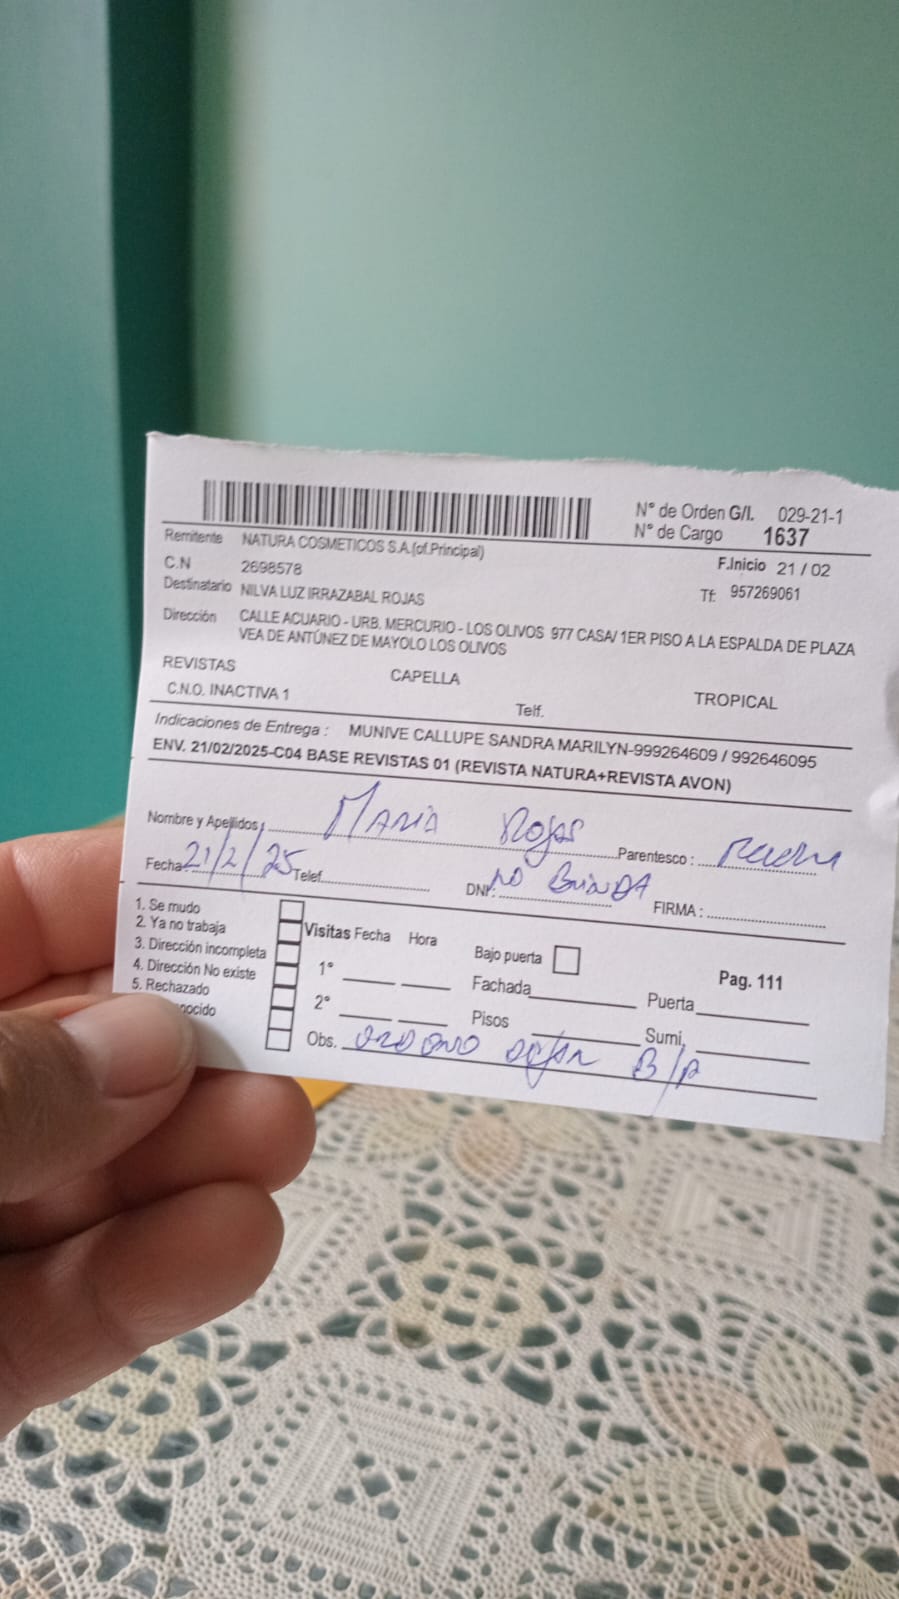 N° de Orden G/I. 029-21-1
N° de Cargo 1637
Remitente NATURA COSMETICOS S.A.(of.Principal)
F.Inicio 21 / 02
C.N 2698578
Destinatario NILVA LUZ IRRAZABAL ROJAS
Tf: 957269061
Dirección CALLE ACUARIO - URB. MERCURIO - LOS OLIVOS 977 CASA/ 1ER PISO A LA ESPALDA DE PLAZA
VEA DE ANTÚNEZ DE MAYOLO LOS OLIVOS
REVISTAS CAPELLA TROPICAL
C.N.O. INACTIVA 1 Telf.
Indicaciones de Entrega : MUNIVE CALLUPE SANDRA MARILYN-999264609 / 992646095
ENV. 21/02/2025-C04 BASE REVISTAS 01 (REVISTA NATURA+REVISTA AVON)
Nombre y Apellidos : MARIA ROJAS Parentesco :
Fecha 21/2/25 Telef. DNI: NO BRINDA FIRMA :
1. Se mudo
2. Ya no trabaja
3. Dirección incompleta
4. Dirección No existe
5. Rechazado
nocido
Visitas Fecha Hora
1°
2°
Bajo puerta
Fachada
Pisos
Pag. 111
Puerta
Sumi.
Obs. DEJAR B/P